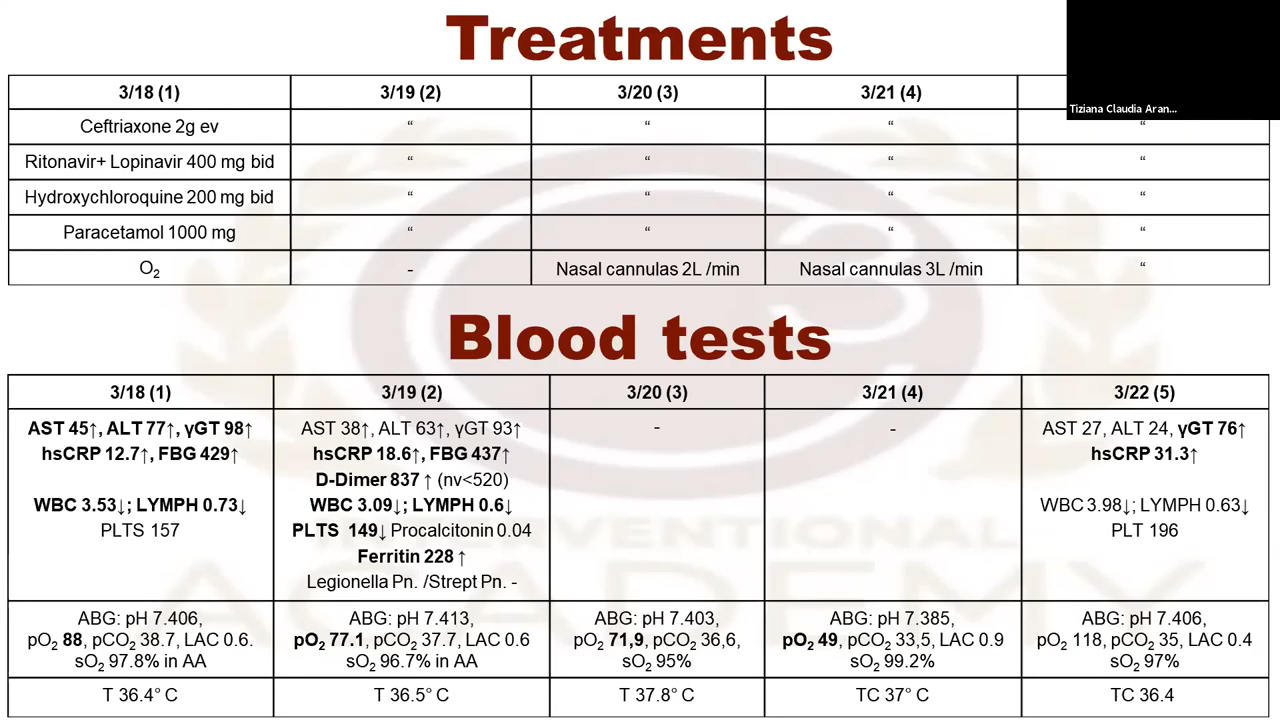 Treatments
Tiziana Claudia Aran...
3/18 (1) 3/19 (2) 3/20 (3) 3/21 (4)
Ceftriaxone 2g ev “ “ “ “
Ritonavir+ Lopinavir 400 mg bid “ “ “ “
Hydroxychloroquine 200 mg bid “ “ “ “
Paracetamol 1000 mg “ “ “ “
O₂ - Nasal cannulas 2L /min Nasal cannulas 3L /min “
Blood tests
3/18 (1) 3/19 (2) 3/20 (3) 3/21 (4) 3/22 (5)
AST 45↑, ALT 77↑, γGT 98↑
hsCRP 12.7↑, FBG 429↑
WBC 3.53↓; LYMPH 0.73↓
PLTS 157
AST 38↑, ALT 63↑, γGT 93↑
hsCRP 18.6↑, FBG 437↑
D-Dimer 837 ↑ (nv<520)
WBC 3.09↓; LYMPH 0.6↓
PLTS 149↓ Procalcitonin 0.04
Ferritin 228 ↑
Legionella Pn. /Strept Pn. -
-
-
AST 27, ALT 24, γGT 76↑
hsCRP 31.3↑
WBC 3.98↓; LYMPH 0.63↓
PLT 196
ABG: pH 7.406,
pO₂ 88, pCO₂ 38.7, LAC 0.6.
sO₂ 97.8% in AA
ABG: pH 7.413,
pO₂ 77.1, pCO₂ 37.7, LAC 0.6
sO₂ 96.7% in AA
ABG: pH 7.403,
pO₂ 71,9, pCO₂ 36,6,
sO₂ 95%
ABG: pH 7.385,
pO₂ 49, pCO₂ 33,5, LAC 0.9
sO₂ 99.2%
ABG: pH 7.406,
pO₂ 118, pCO₂ 35, LAC 0.4
sO₂ 97%
T 36.4° C T 36.5° C T 37.8° C TC 37° C TC 36.4
ACADEMY